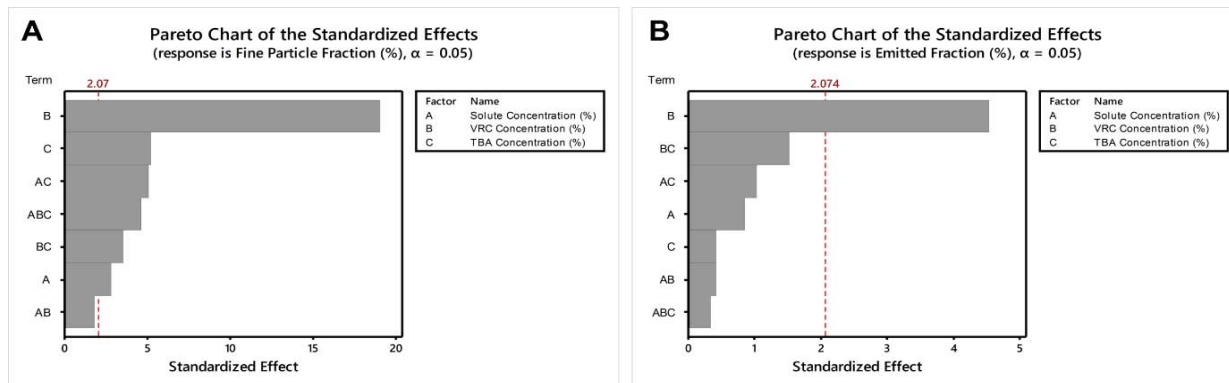 A
Pareto Chart of the Standardized Effects
(response is Fine Particle Fraction (%), α = 0.05)
Term
2.07
B
C
AC
ABC
BC
A
AB
0 5 10 15 20
Standardized Effect
Factor Name
A Solute Concentration (%)
B VRC Concentration (%)
C TBA Concentration (%)
B
Pareto Chart of the Standardized Effects
(response is Emitted Fraction (%), α = 0.05)
Term
2.074
B
BC
AC
A
C
AB
ABC
0 1 2 3 4 5
Standardized Effect
Factor Name
A Solute Concentration (%)
B VRC Concentration (%)
C TBA Concentration (%)